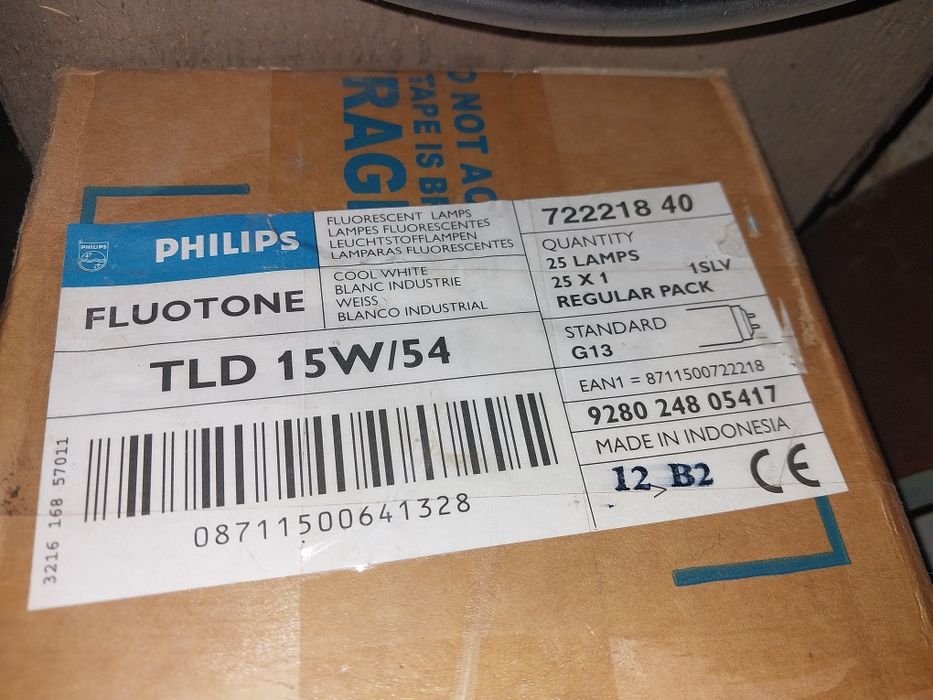 O NOT AC
TAPE IS B
RAG
PHILIPS
PHILIPS
FLUORESCENT LAMPS
LAMPES FLUORESCENTES
LEUCHTSTOFFLAMPEN
LAMPARAS FLUORESCENTES
FLUOTONE
COOL WHITE
BLANC INDUSTRIE
WEISS
BLANCO INDUSTRIAL
TLD 15W/54
08711500641328
3216 168 57011
722218 40
QUANTITY
25 LAMPS
25 X 1 1SLV
REGULAR PACK
STANDARD
G13
EAN1 = 8711500722218
9280 248 05417
MADE IN INDONESIA
12 B2 CE